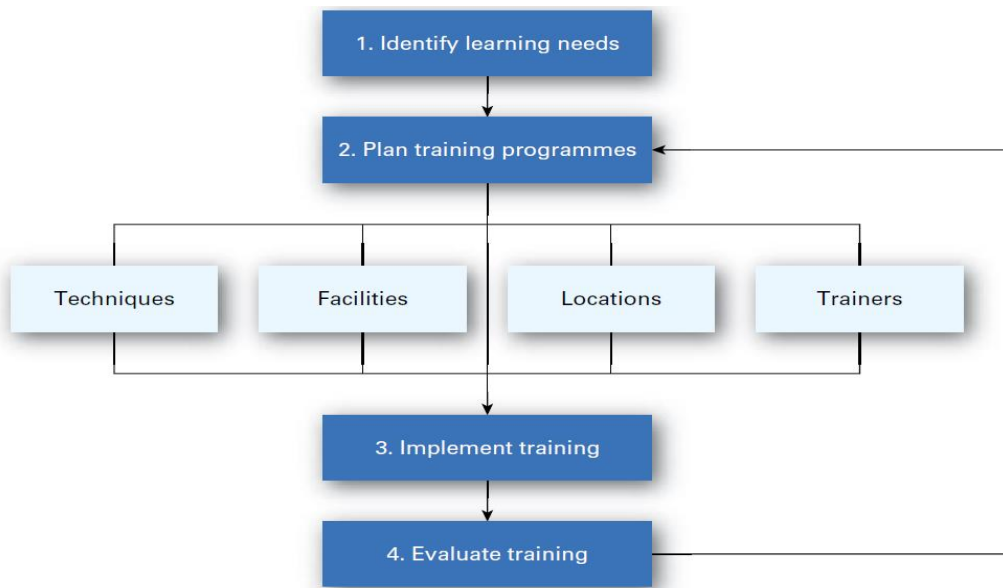 1. Identify learning needs
2. Plan training programmes
Techniques
Facilities
Locations
Trainers
3. Implement training
4. Evaluate training